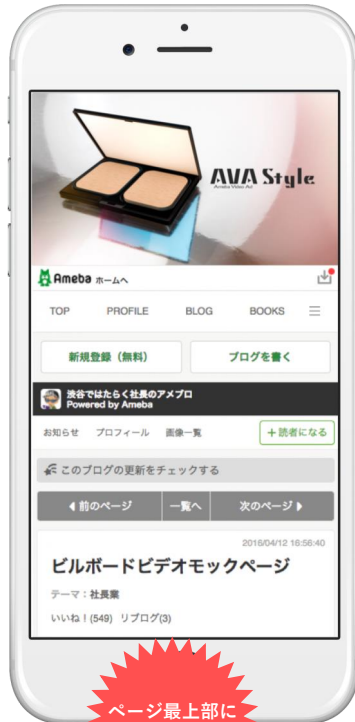 AVA Style
Ameba Video Ad
Ameba ホームへ
TOP PROFILE BLOG BOOKS
新規登録（無料） ブログを書く
渋谷ではたらく社長のアメブロ
Powered by Ameba
お知らせ プロフィール 画像一覧 +読者になる
このブログの更新をチェックする
前のページ 一覧へ 次のページ
2016/04/12 16:56:40
ビルボードビデオモックページ
テーマ：社長業
いいね！(549) リブログ(3)
ページ最上部に